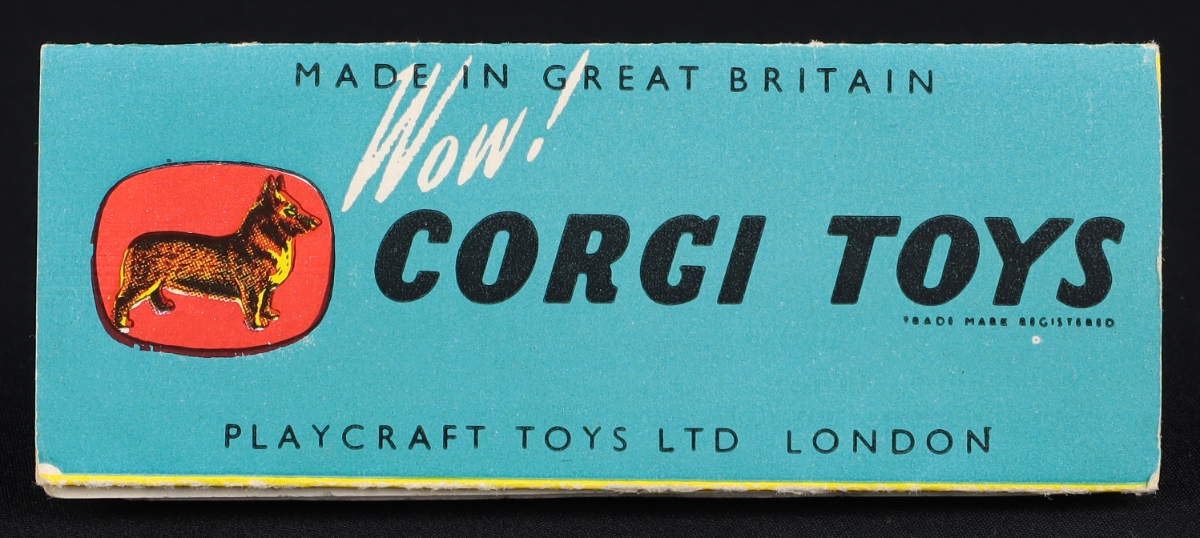 MADE IN GREAT BRITAIN
Wow!
CORGI TOYS
TRADE MARK REGISTERED
PLAYCRAFT TOYS LTD LONDON